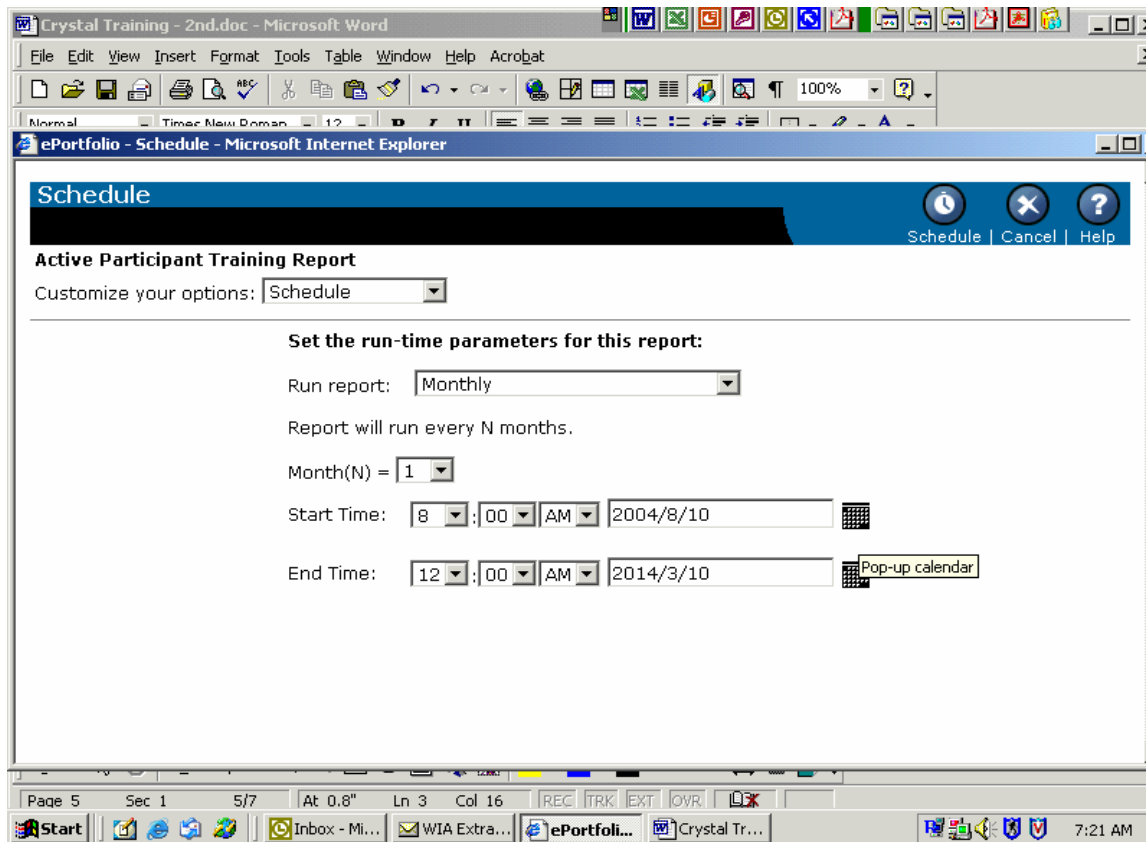 Crystal Training - 2nd.doc - Microsoft Word
File Edit View Insert Format Tools Table Window Help Acrobat
100%
Normal Times New Roman 12 B I U A
ePortfolio - Schedule - Microsoft Internet Explorer
Schedule
Schedule | Cancel | Help
Active Participant Training Report
Customize your options: Schedule
Set the run-time parameters for this report:
Run report: Monthly
Report will run every N months.
Month(N) = 1
Start Time: 8 : 00 AM 2004/8/10
End Time: 12 : 00 AM 2014/3/10
Pop-up calendar
Page 5 Sec 1 5/7 At 0.8" Ln 3 Col 16 REC TRK EXT OVR
Start Inbox - Mi... WIA Extra... ePortfoli... Crystal Tr... 7:21 AM